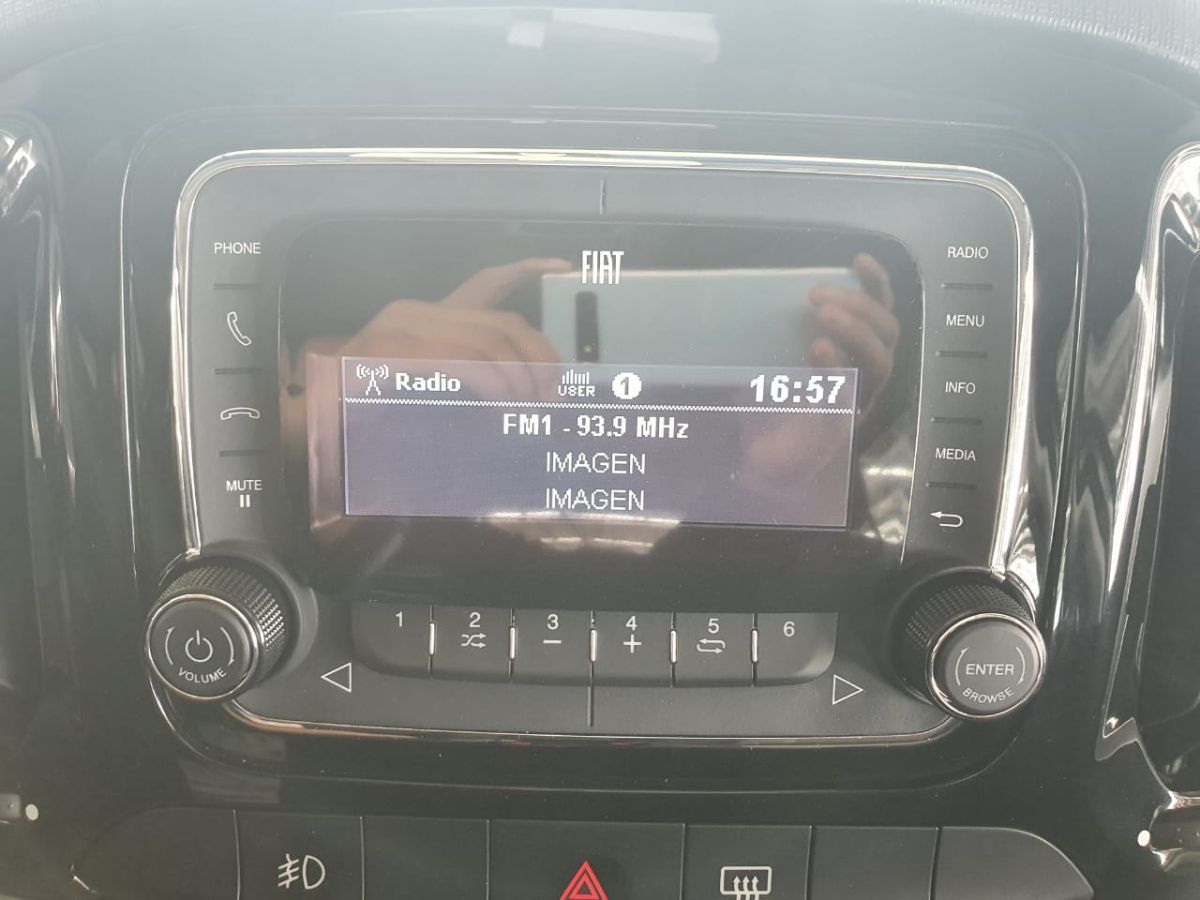 FIAT
PHONE
MUTE
RADIO
MENU
INFO
MEDIA
Radio USER 1 16:57
FM1 - 93.9 MHz
IMAGEN
IMAGEN
1 2 3 4 5 6
VOLUME
ENTER
BROWSE